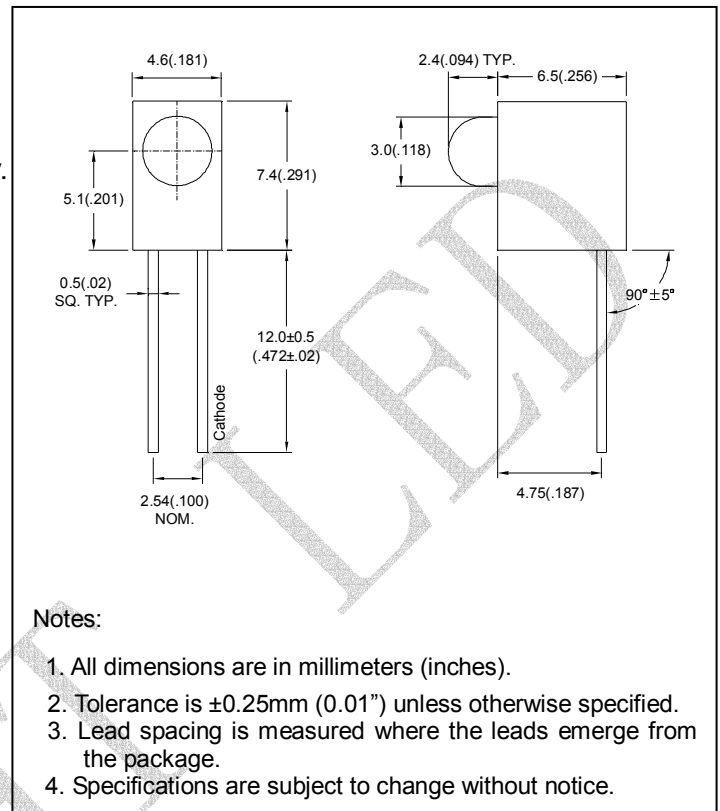 4.6(.181)
2.4(.094) TYP.
6.5(.256)
3.0(.118)
7.4(.291)
5.1(.201)
0.5(.02)
SQ. TYP.
90°±5°
12.0±0.5
(.472±.02)
Cathode
2.54(.100)
NOM.
4.75(.187)
LED
Notes:
1. All dimensions are in millimeters (inches).
2. Tolerance is ±0.25mm (0.01”) unless otherwise specified.
3. Lead spacing is measured where the leads emerge from
the package.
4. Specifications are subject to change without notice.